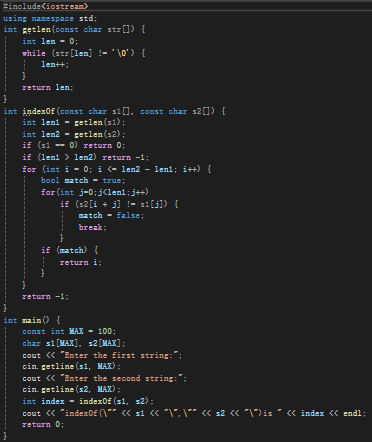 #include<iostream>
using namespace std;
int getlen(const char str[]) {
    int len = 0;
    while (str[len] != '\0') {
        len++;
    }
    return len;
}
int indexOf(const char s1[], const char s2[]) {
    int len1 = getlen(s1);
    int len2 = getlen(s2);
    if (s1 == 0) return 0;
    if (len1 > len2) return -1;
    for (int i = 0; i <= len2 - len1; i++) {
        bool match = true;
        for(int j=0;j<len1;j++)
            if (s2[i + j] != s1[j]) {
                match = false;
                break;
            }
        if (match) {
            return i;
        }
    }
    return -1;
}
int main() {
    const int MAX = 100;
    char s1[MAX], s2[MAX];
    cout << "Enter the first string:";
    cin.getline(s1, MAX);
    cout << "Enter the second string:";
    cin.getline(s2, MAX);
    int index = indexOf(s1, s2);
    cout << "indexOf(\"" << s1 << "\",\"" << s2 << "\")is " << index << endl;
    return 0;
}